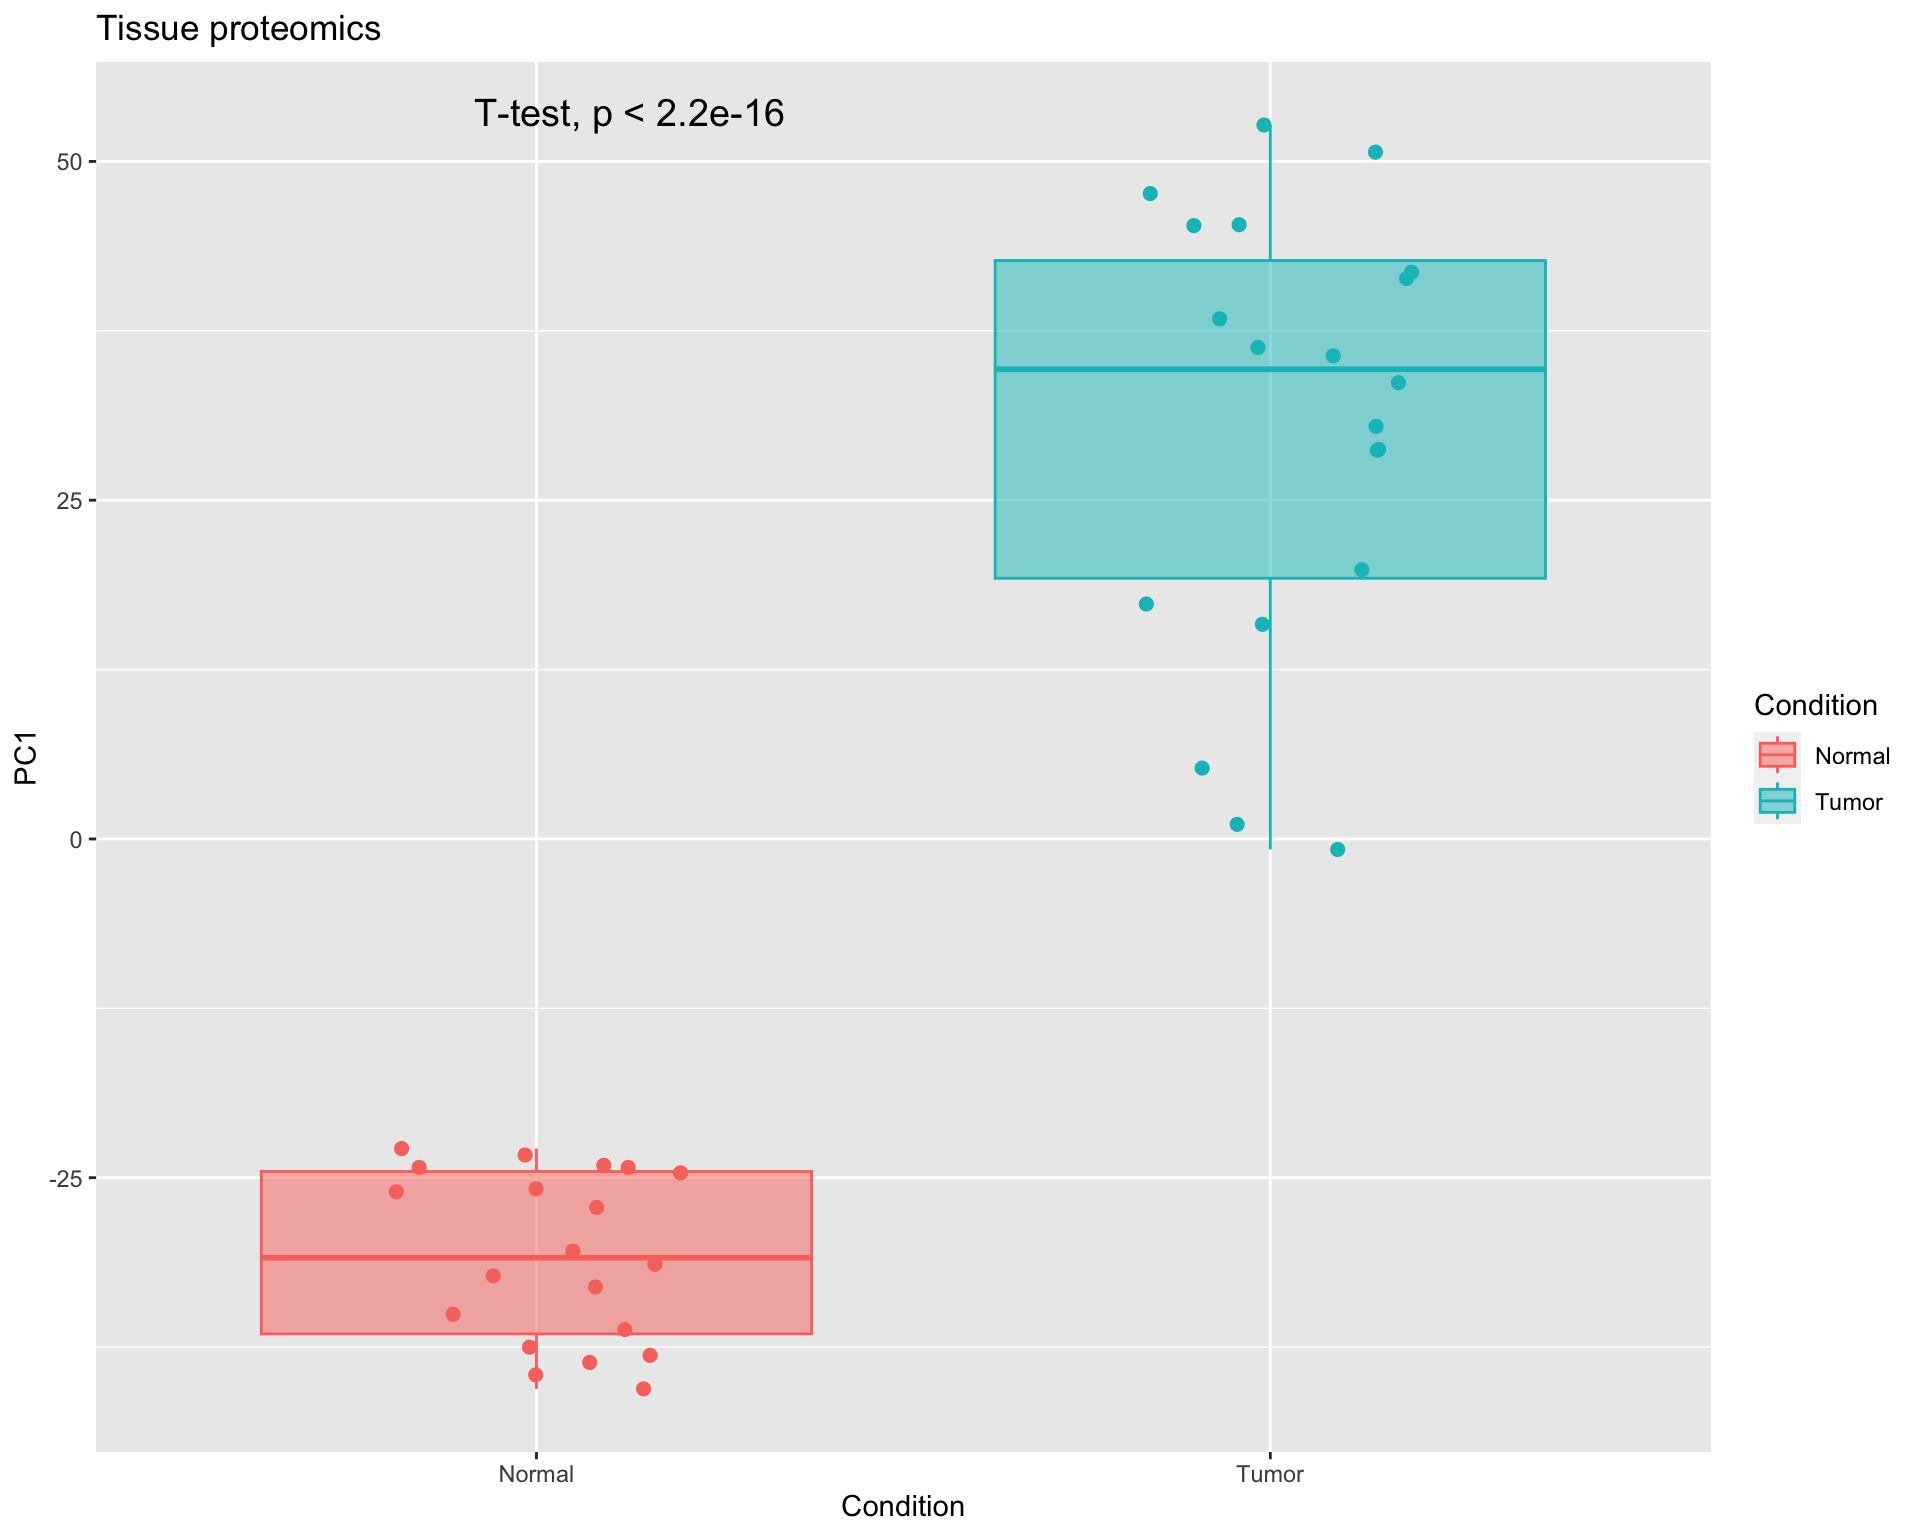 Tissue proteomics
T-test, p < 2.2e-16
50
25
0
-25
PC1
Normal
Tumor
Condition
Condition
Normal
Tumor